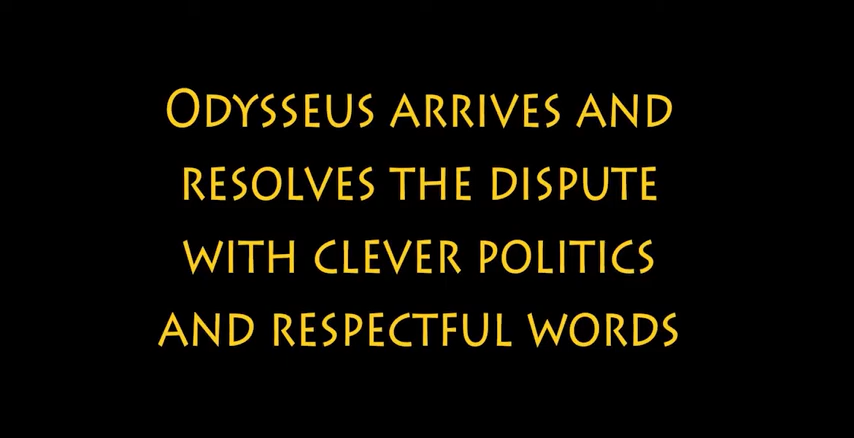 Odysseus arrives and
resolves the dispute
with clever politics
and respectful words